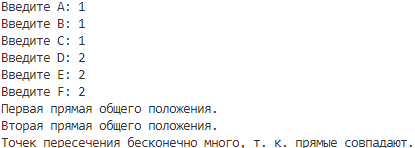 Введите A: 1
Введите B: 1
Введите C: 1
Введите D: 2
Введите E: 2
Введите F: 2
Первая прямая общего положения.
Вторая прямая общего положения.
Точек пересечения бесконечно много, т. к. прямые совпадают.